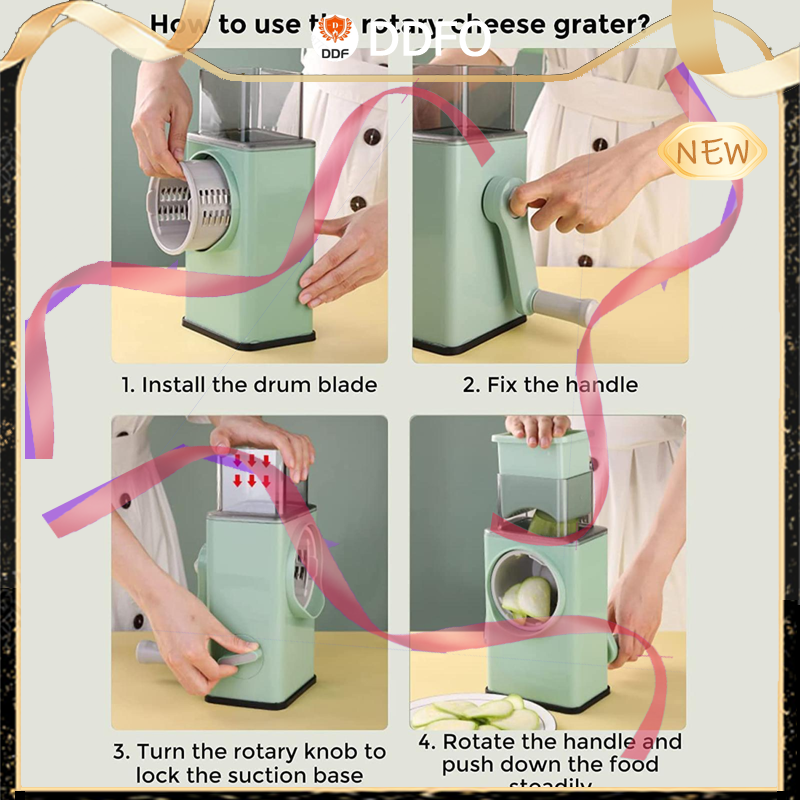 How to use the rotary cheese grater?
DDF
DDFO
NEW
1. Install the drum blade
2. Fix the handle
3. Turn the rotary knob to
lock the suction base
4. Rotate the handle and
push down the food
steadily